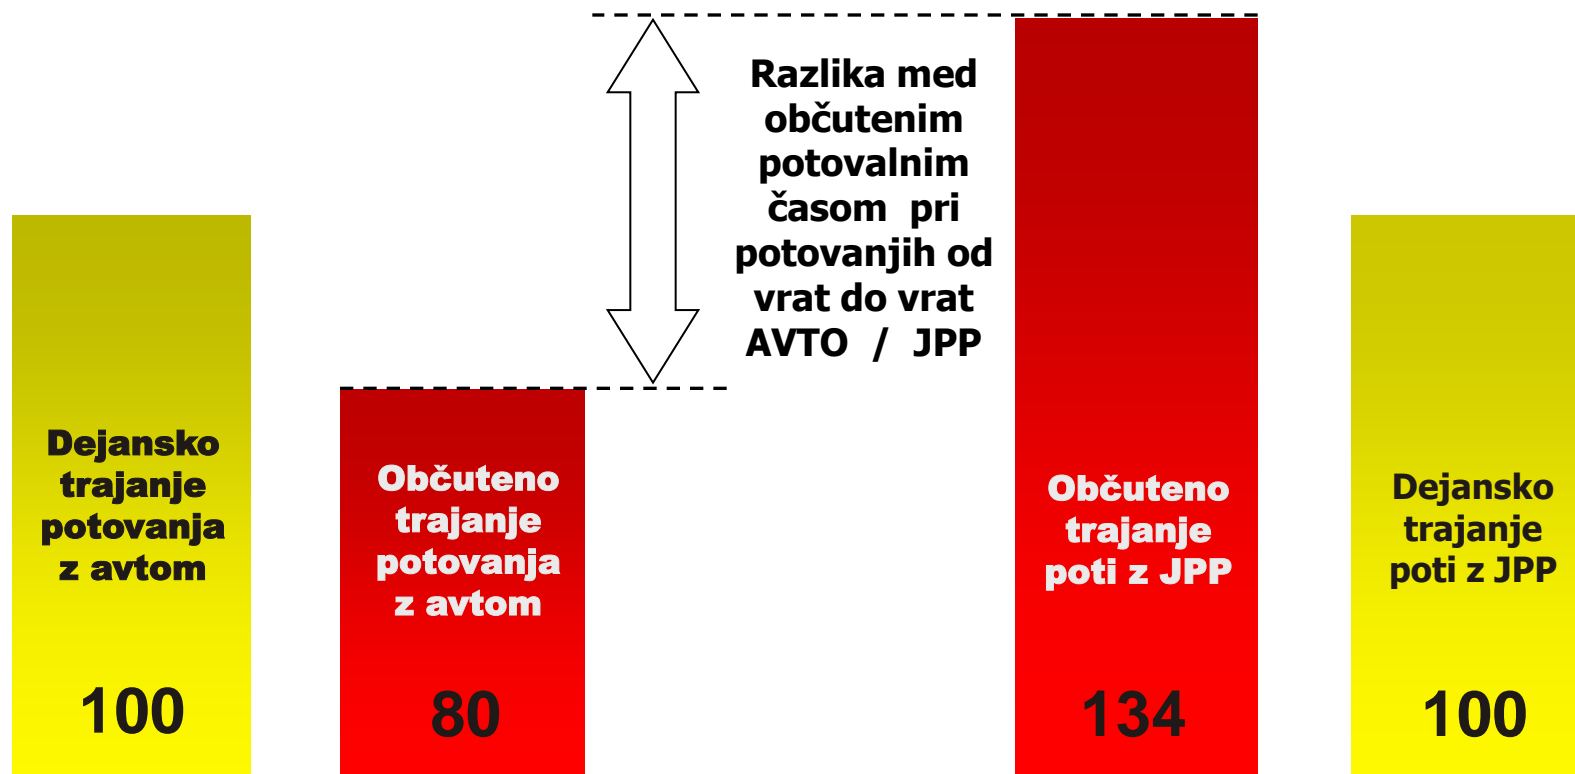 Dejansko
trajanje
potovanja
z avtom
100
Občuteno
trajanje
potovanja
z avtom
80
Razlika med
občutenim
potovalnim
časom pri
potovanjih od
vrat do vrat
AVTO / JPP
Občuteno
trajanje
poti z JPP
134
Dejansko
trajanje
poti z JPP
100